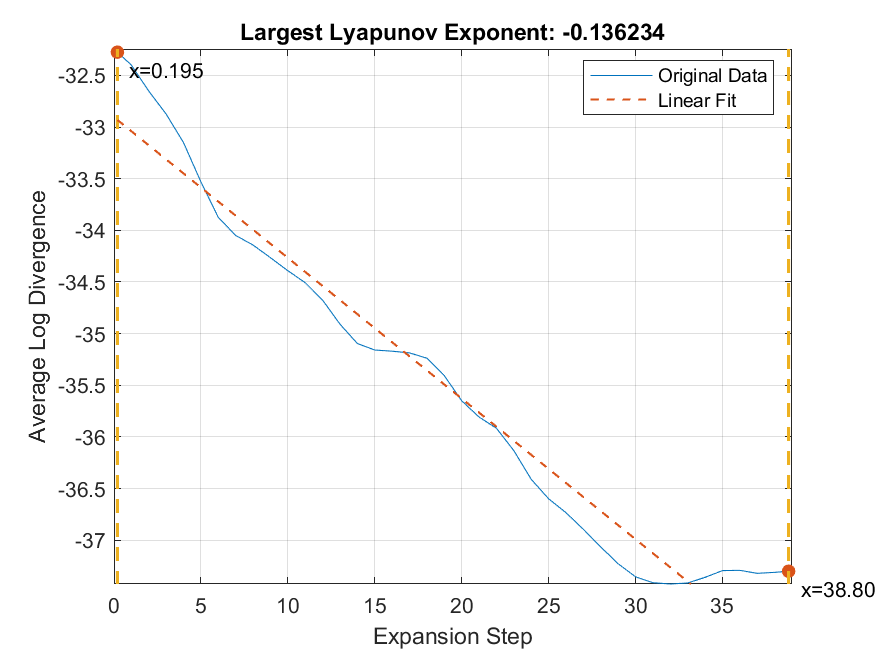 Largest Lyapunov Exponent: -0.136234
-32.5
x=0.195
Original Data
Linear Fit
-33
-33.5
-34
-34.5
-35
-35.5
-36
-36.5
-37
Average Log Divergence
x=38.80
0 5 10 15 20 25 30 35
Expansion Step